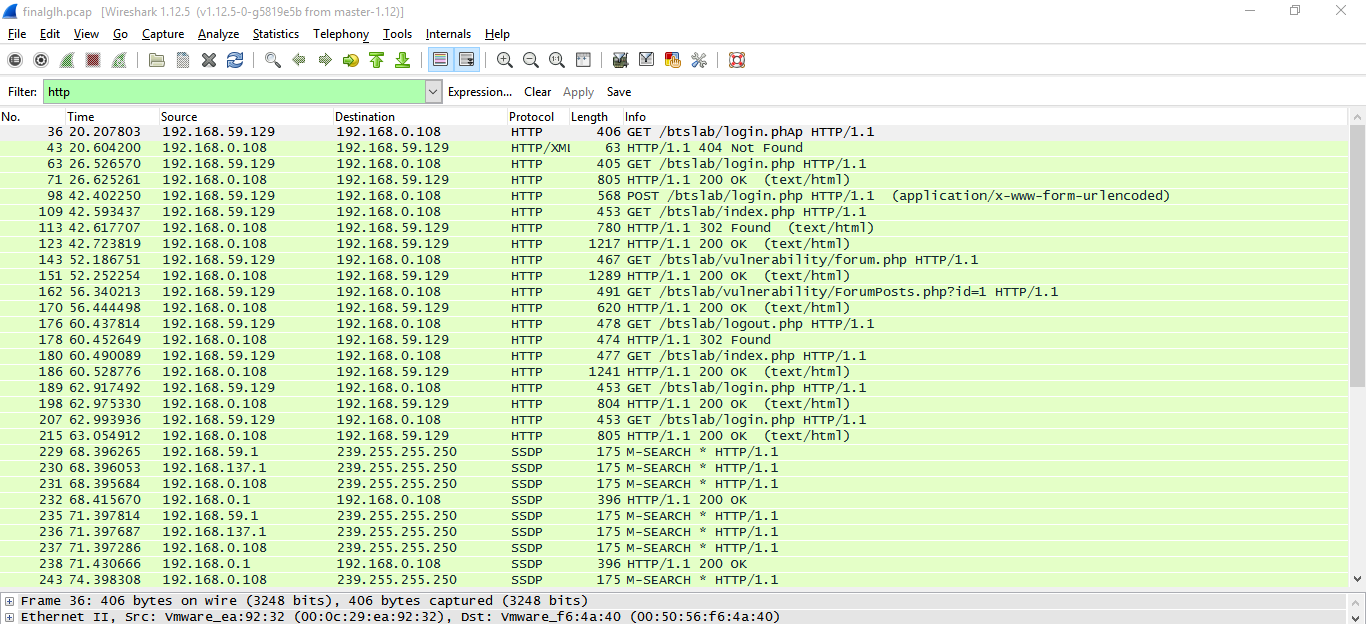 finalglh.pcap [Wireshark 1.12.5 (v1.12.5-0-g5819e5b from master-1.12)]
File Edit View Go Capture Analyze Statistics Telephony Tools Internals Help
Filter: http Expression... Clear Apply Save
No. Time Source Destination Protocol Length Info
36 20.207803 192.168.59.129 192.168.0.108 HTTP 406 GET /btslab/login.phAp HTTP/1.1
43 20.604200 192.168.0.108 192.168.59.129 HTTP/XML 63 HTTP/1.1 404 Not Found
63 26.526570 192.168.59.129 192.168.0.108 HTTP 405 GET /btslab/login.php HTTP/1.1
71 26.625261 192.168.0.108 192.168.59.129 HTTP 805 HTTP/1.1 200 OK (text/html)
98 42.402250 192.168.59.129 192.168.0.108 HTTP 568 POST /btslab/login.php HTTP/1.1 (application/x-www-form-urlencoded)
109 42.593437 192.168.59.129 192.168.0.108 HTTP 453 GET /btslab/index.php HTTP/1.1
113 42.617707 192.168.0.108 192.168.59.129 HTTP 780 HTTP/1.1 302 Found (text/html)
123 42.723819 192.168.0.108 192.168.59.129 HTTP 1217 HTTP/1.1 200 OK (text/html)
143 52.186751 192.168.59.129 192.168.0.108 HTTP 467 GET /btslab/vulnerability/forum.php HTTP/1.1
151 52.252254 192.168.0.108 192.168.59.129 HTTP 1289 HTTP/1.1 200 OK (text/html)
162 56.340213 192.168.59.129 192.168.0.108 HTTP 491 GET /btslab/vulnerability/ForumPosts.php?id=1 HTTP/1.1
170 56.444498 192.168.0.108 192.168.59.129 HTTP 620 HTTP/1.1 200 OK (text/html)
176 60.437814 192.168.59.129 192.168.0.108 HTTP 478 GET /btslab/logout.php HTTP/1.1
178 60.452649 192.168.0.108 192.168.59.129 HTTP 474 HTTP/1.1 302 Found
180 60.490089 192.168.59.129 192.168.0.108 HTTP 477 GET /btslab/index.php HTTP/1.1
186 60.528776 192.168.0.108 192.168.59.129 HTTP 1241 HTTP/1.1 200 OK (text/html)
189 62.917492 192.168.59.129 192.168.0.108 HTTP 453 GET /btslab/login.php HTTP/1.1
198 62.975330 192.168.0.108 192.168.59.129 HTTP 804 HTTP/1.1 200 OK (text/html)
207 62.993936 192.168.59.129 192.168.0.108 HTTP 453 GET /btslab/login.php HTTP/1.1
215 63.054912 192.168.0.108 192.168.59.129 HTTP 805 HTTP/1.1 200 OK (text/html)
229 68.396265 192.168.59.1 239.255.255.250 SSDP 175 M-SEARCH * HTTP/1.1
230 68.396053 192.168.137.1 239.255.255.250 SSDP 175 M-SEARCH * HTTP/1.1
231 68.395684 192.168.0.108 239.255.255.250 SSDP 175 M-SEARCH * HTTP/1.1
232 68.415670 192.168.0.1 192.168.0.108 SSDP 396 HTTP/1.1 200 OK
235 71.397814 192.168.59.1 239.255.255.250 SSDP 175 M-SEARCH * HTTP/1.1
236 71.397687 192.168.137.1 239.255.255.250 SSDP 175 M-SEARCH * HTTP/1.1
237 71.397286 192.168.0.108 239.255.255.250 SSDP 175 M-SEARCH * HTTP/1.1
238 71.430666 192.168.0.1 192.168.0.108 SSDP 396 HTTP/1.1 200 OK
243 74.398308 192.168.0.108 239.255.255.250 SSDP 175 M-SEARCH * HTTP/1.1
Frame 36: 406 bytes on wire (3248 bits), 406 bytes captured (3248 bits)
Ethernet II, Src: Vmware_ea:92:32 (00:0c:29:ea:92:32), Dst: Vmware_f6:4a:40 (00:50:56:f6:4a:40)